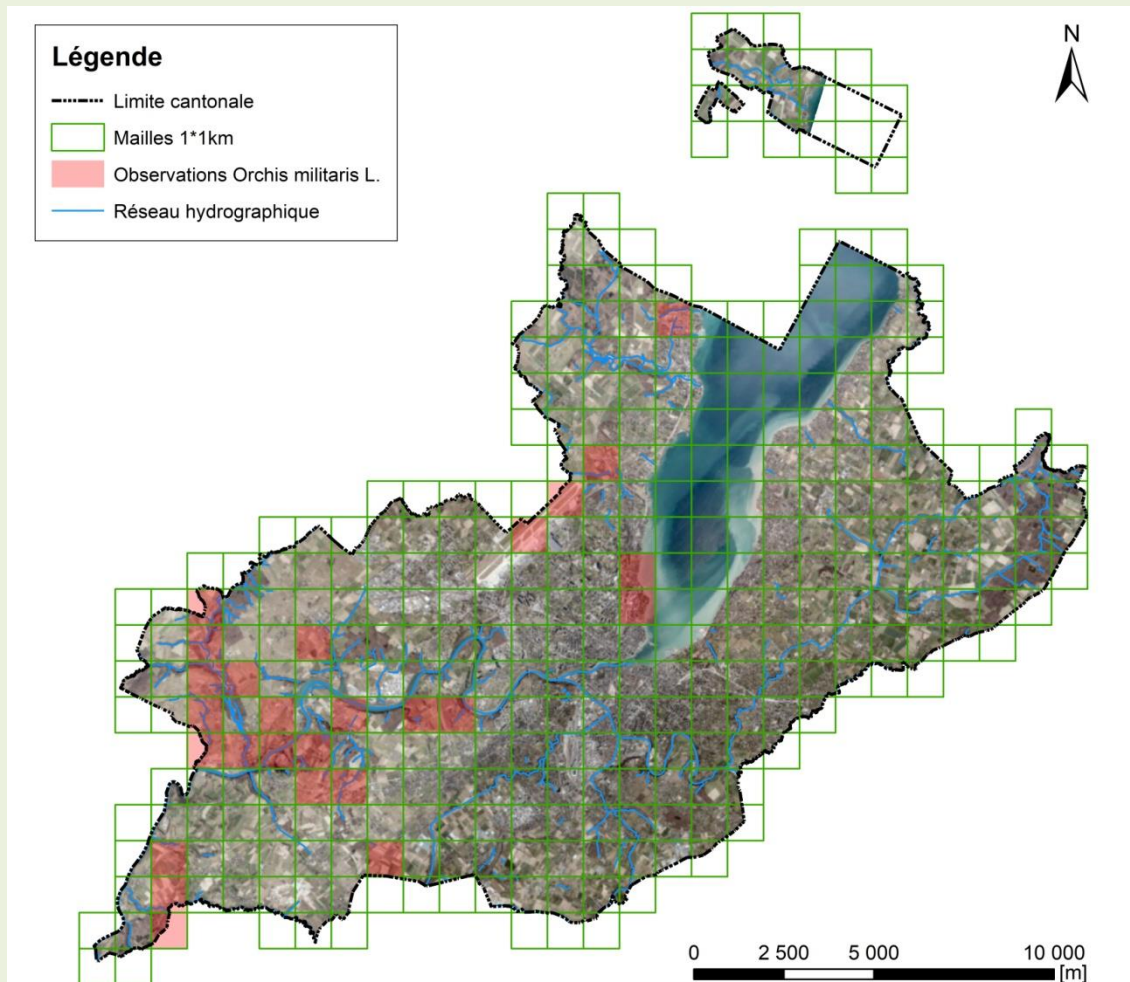 Légende
Limite cantonale
Mailles 1*1km
Observations Orchis militaris L.
Réseau hydrographique
N
0 2 500 5 000 10 000
[m]